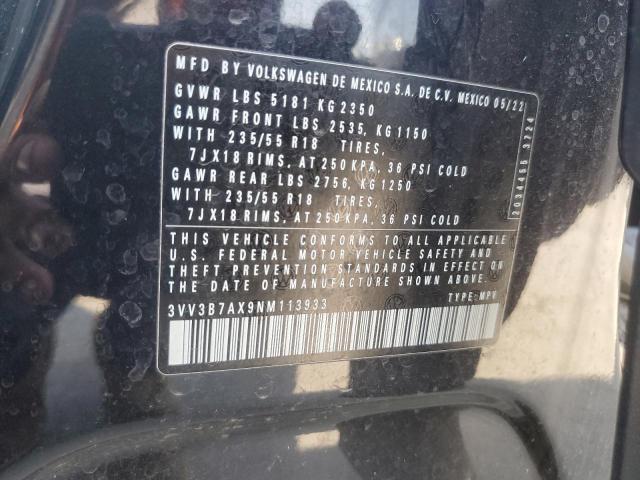 MFD BY VOLKSWAGEN DE MEXICO S.A. DE C.V. MEXICO 05/22
GVWR LBS 5181 KG 2350
GAWR FRONT LBS 2535, KG 1150
WITH 235/55 R18 TIRES,
7JX18 RIMS, AT 250 KPA, 36 PSI COLD
GAWR REAR LBS 2756, KG 1250
WITH 235/55 R18 TIRES,
7JX18 RIMS, AT 250 KPA, 36 PSI COLD
THIS VEHICLE CONFORMS TO ALL APPLICABLE
U.S. FEDERAL MOTOR VEHICLE SAFETY AND
THEFT PREVENTION STANDARDS IN EFFECT ON
THE DATE OF MANUFACTURE SHOWN ABOVE.
3VV3B7AX9NM113933 TYPE: MPV
2034455 3724